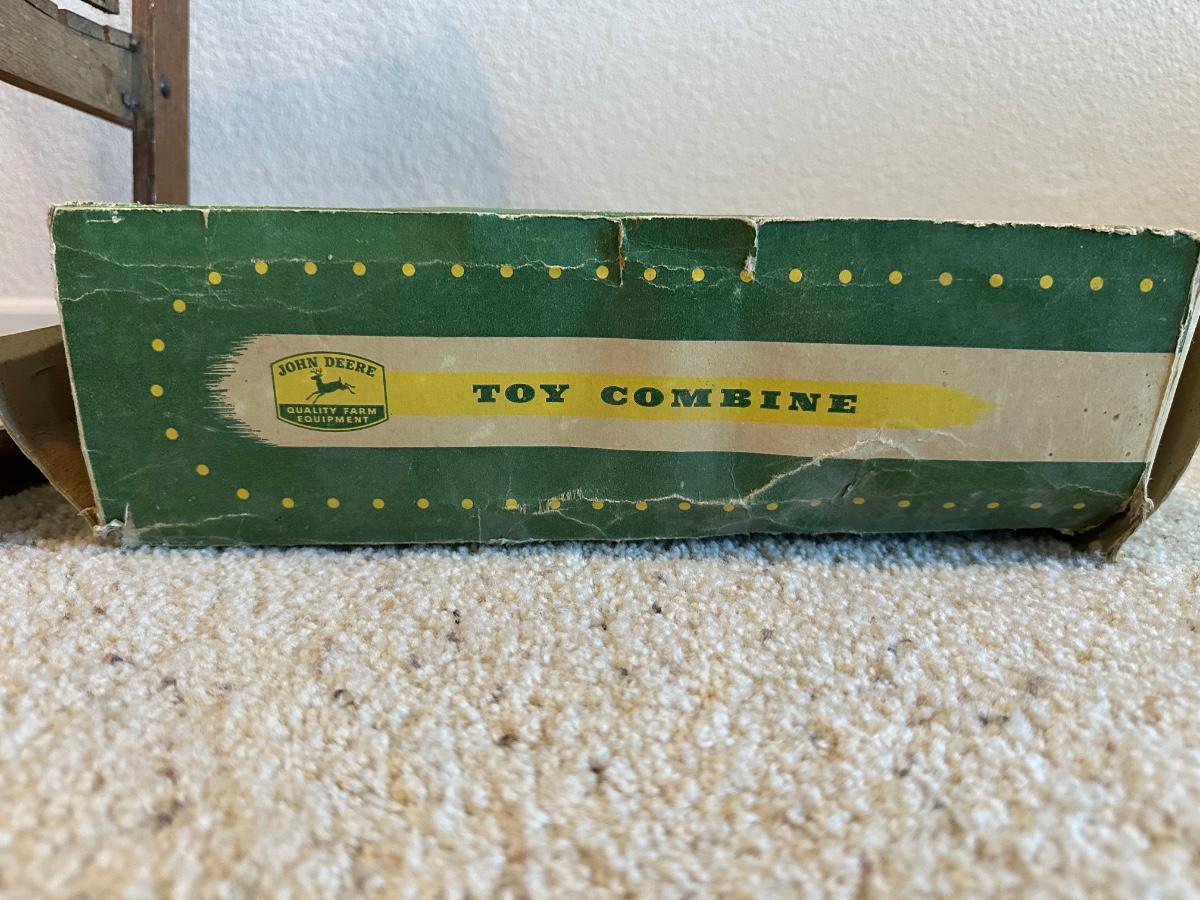 JOHN DEERE
QUALITY FARM
EQUIPMENT
TOY COMBINE